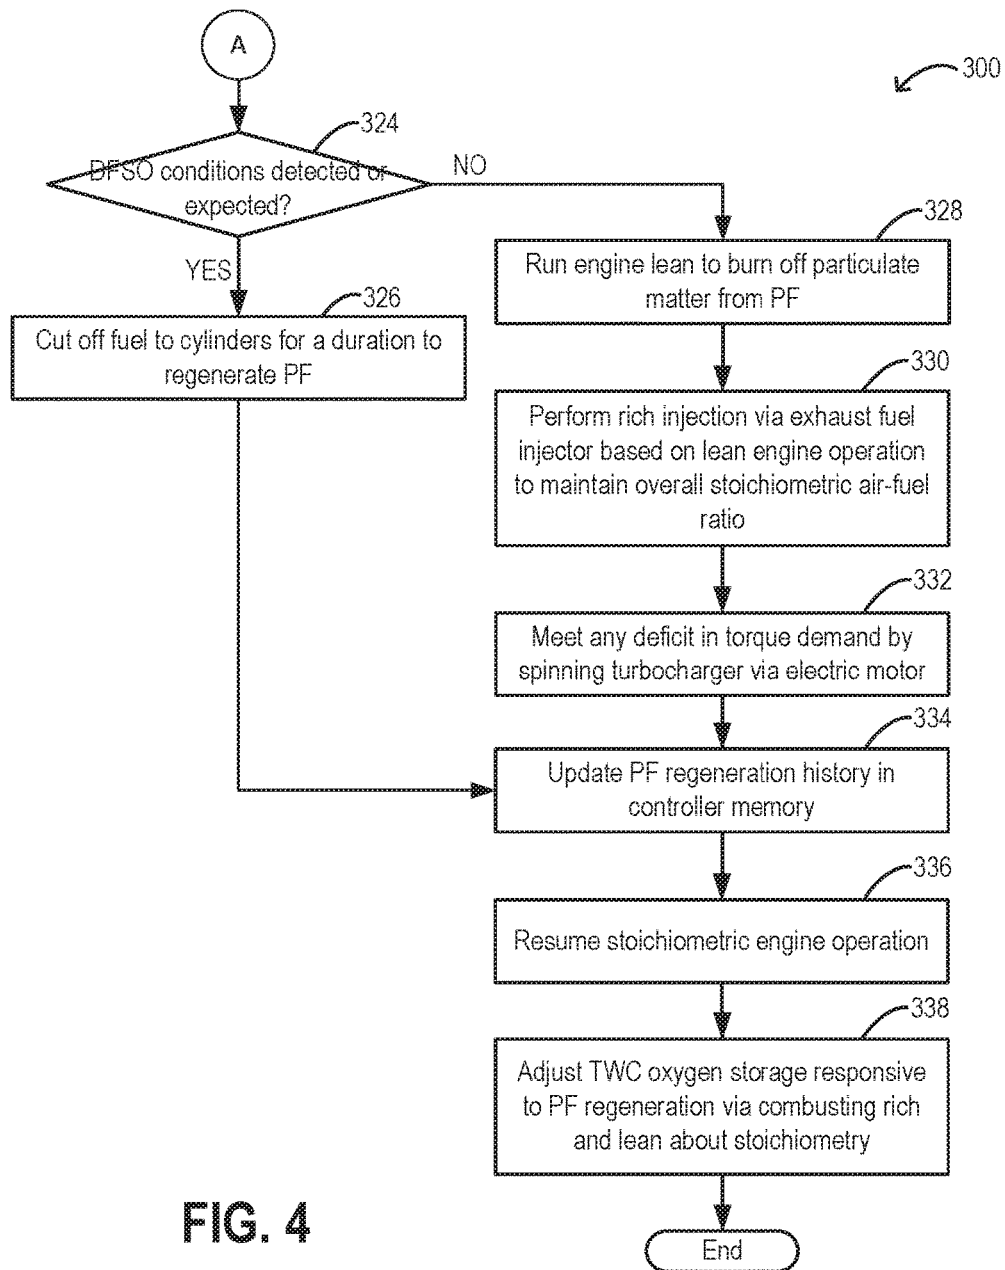 A
300
324
DFSO conditions detected or
expected?
NO
YES
326
Cut off fuel to cylinders for a duration to
regenerate PF
328
Run engine lean to burn off particulate
matter from PF
330
Perform rich injection via exhaust fuel
injector based on lean engine operation
to maintain overall stoichiometric air-fuel
ratio
332
Meet any deficit in torque demand by
spinning turbocharger via electric motor
334
Update PF regeneration history in
controller memory
336
Resume stoichiometric engine operation
338
Adjust TWC oxygen storage responsive
to PF regeneration via combusting rich
and lean about stoichiometry
End
FIG. 4